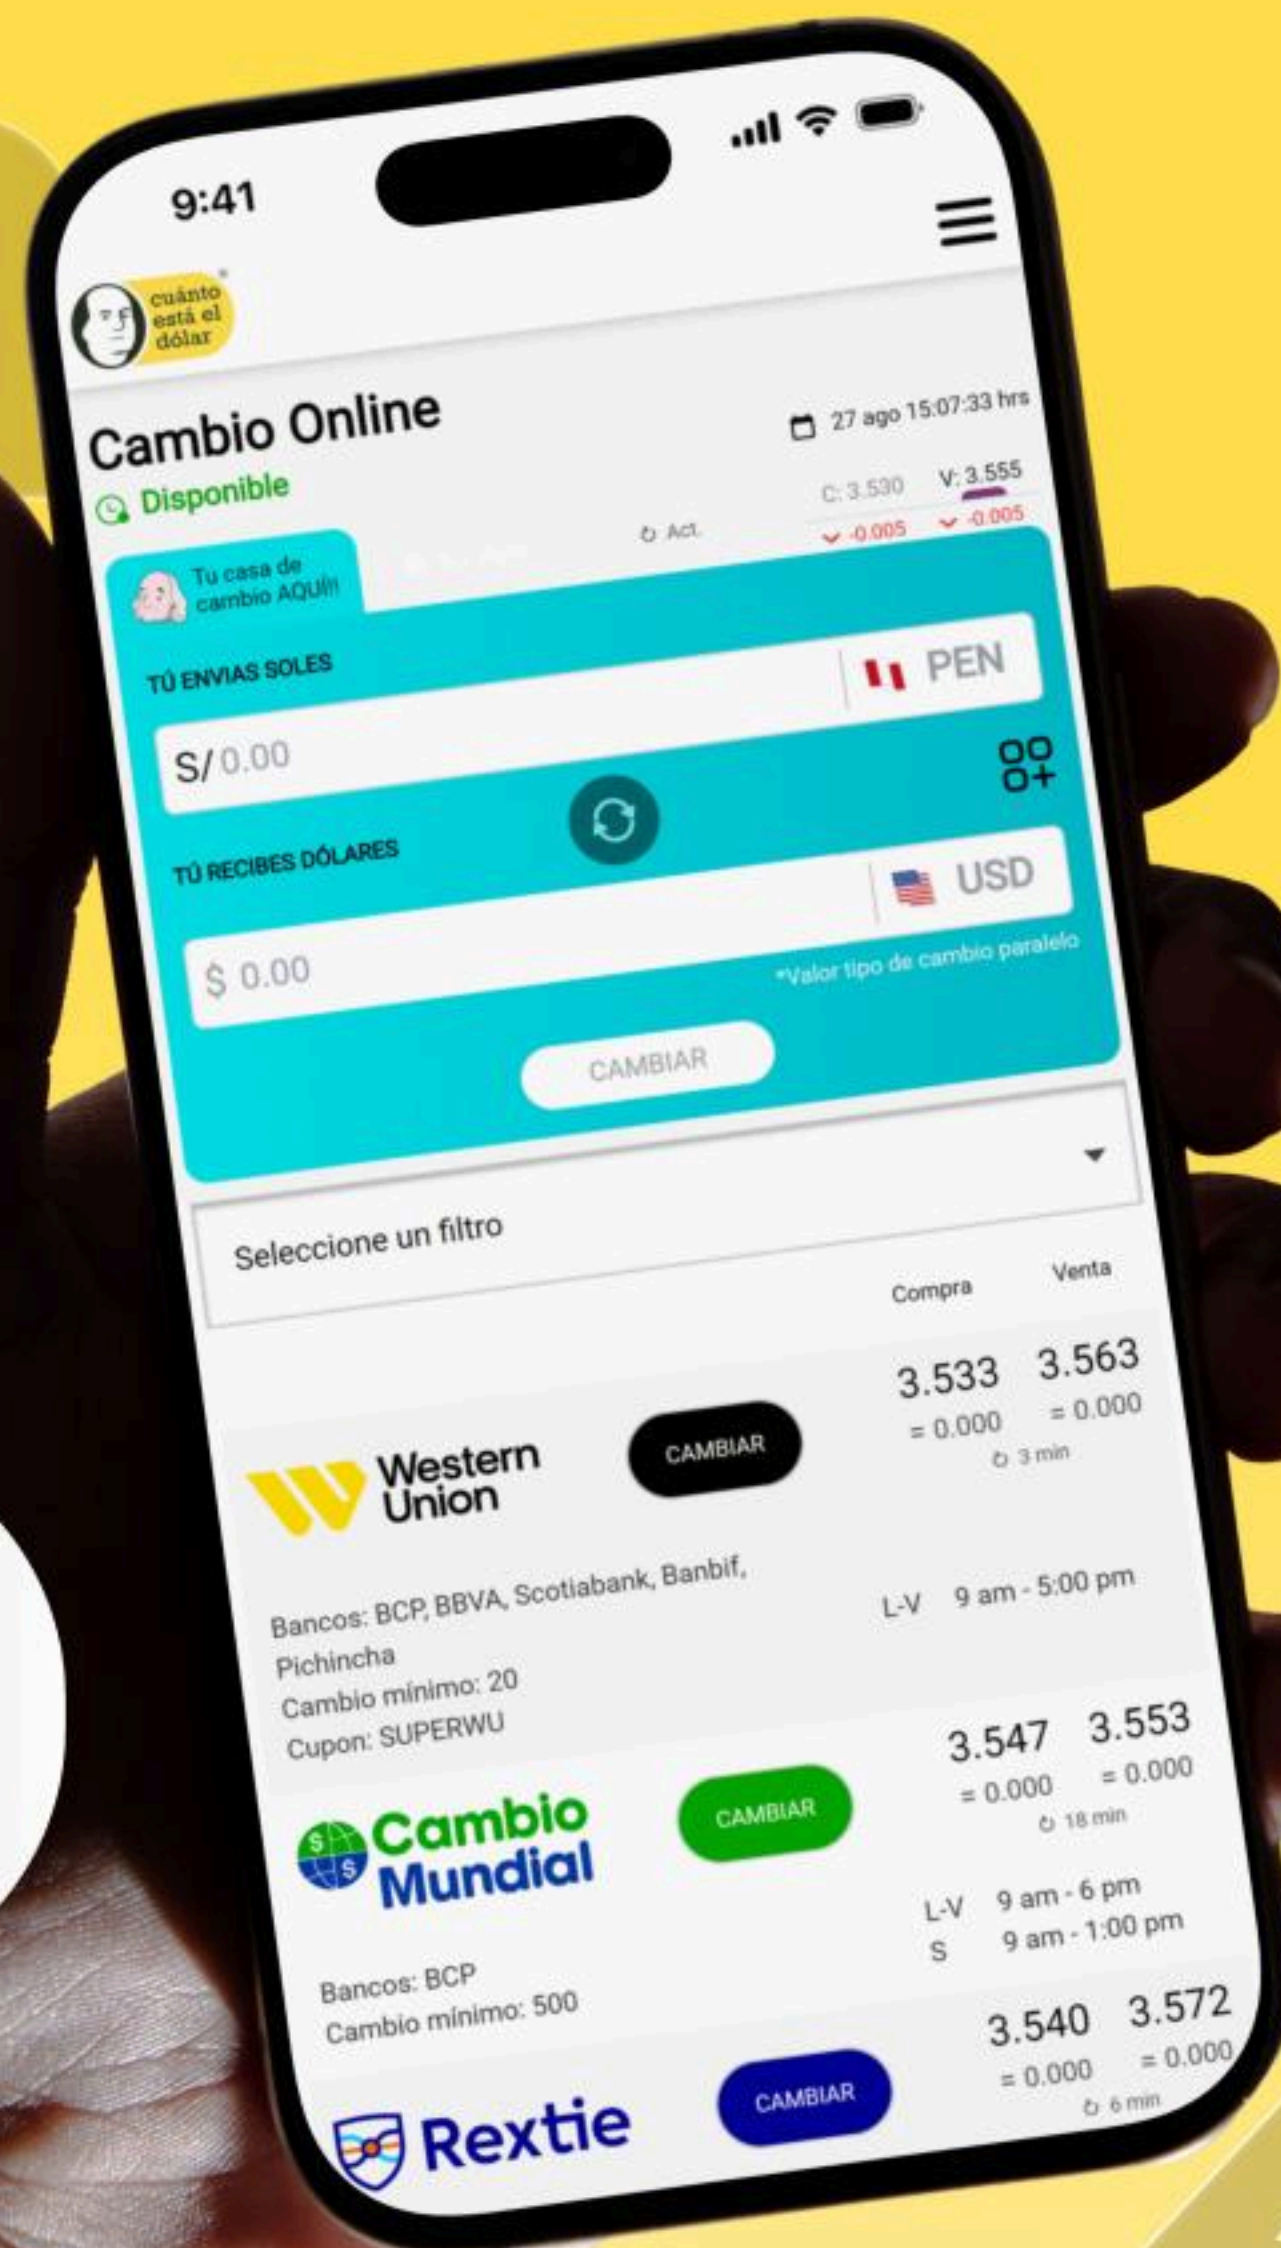 9:41
cuánto
está el
dólar
Cambio Online
27 ago 15:07:33 hrs
Disponible
C: 3.530 V: 3.555
Act.
-0.005 -0.005
Tu casa de
cambio AQUÍ!!
TÚ ENVIAS SOLES
S/ 0.00 PEN
TÚ RECIBES DÓLARES
$ 0.00 USD
*Valor tipo de cambio paralelo
CAMBIAR
Seleccione un filtro
Compra Venta
3.533 3.563
= 0.000 = 0.000
3 min
Western
Union
CAMBIAR
Bancos: BCP, BBVA, Scotiabank, Banbif,
Pichincha
Cambio mínimo: 20
Cupon: SUPERWU
L-V 9 am - 5:00 pm
3.547 3.553
= 0.000 = 0.000
18 min
Cambio
Mundial
CAMBIAR
Bancos: BCP
Cambio mínimo: 500
L-V 9 am - 6 pm
S 9 am - 1:00 pm
3.540 3.572
= 0.000 = 0.000
6 min
Rextie
CAMBIAR